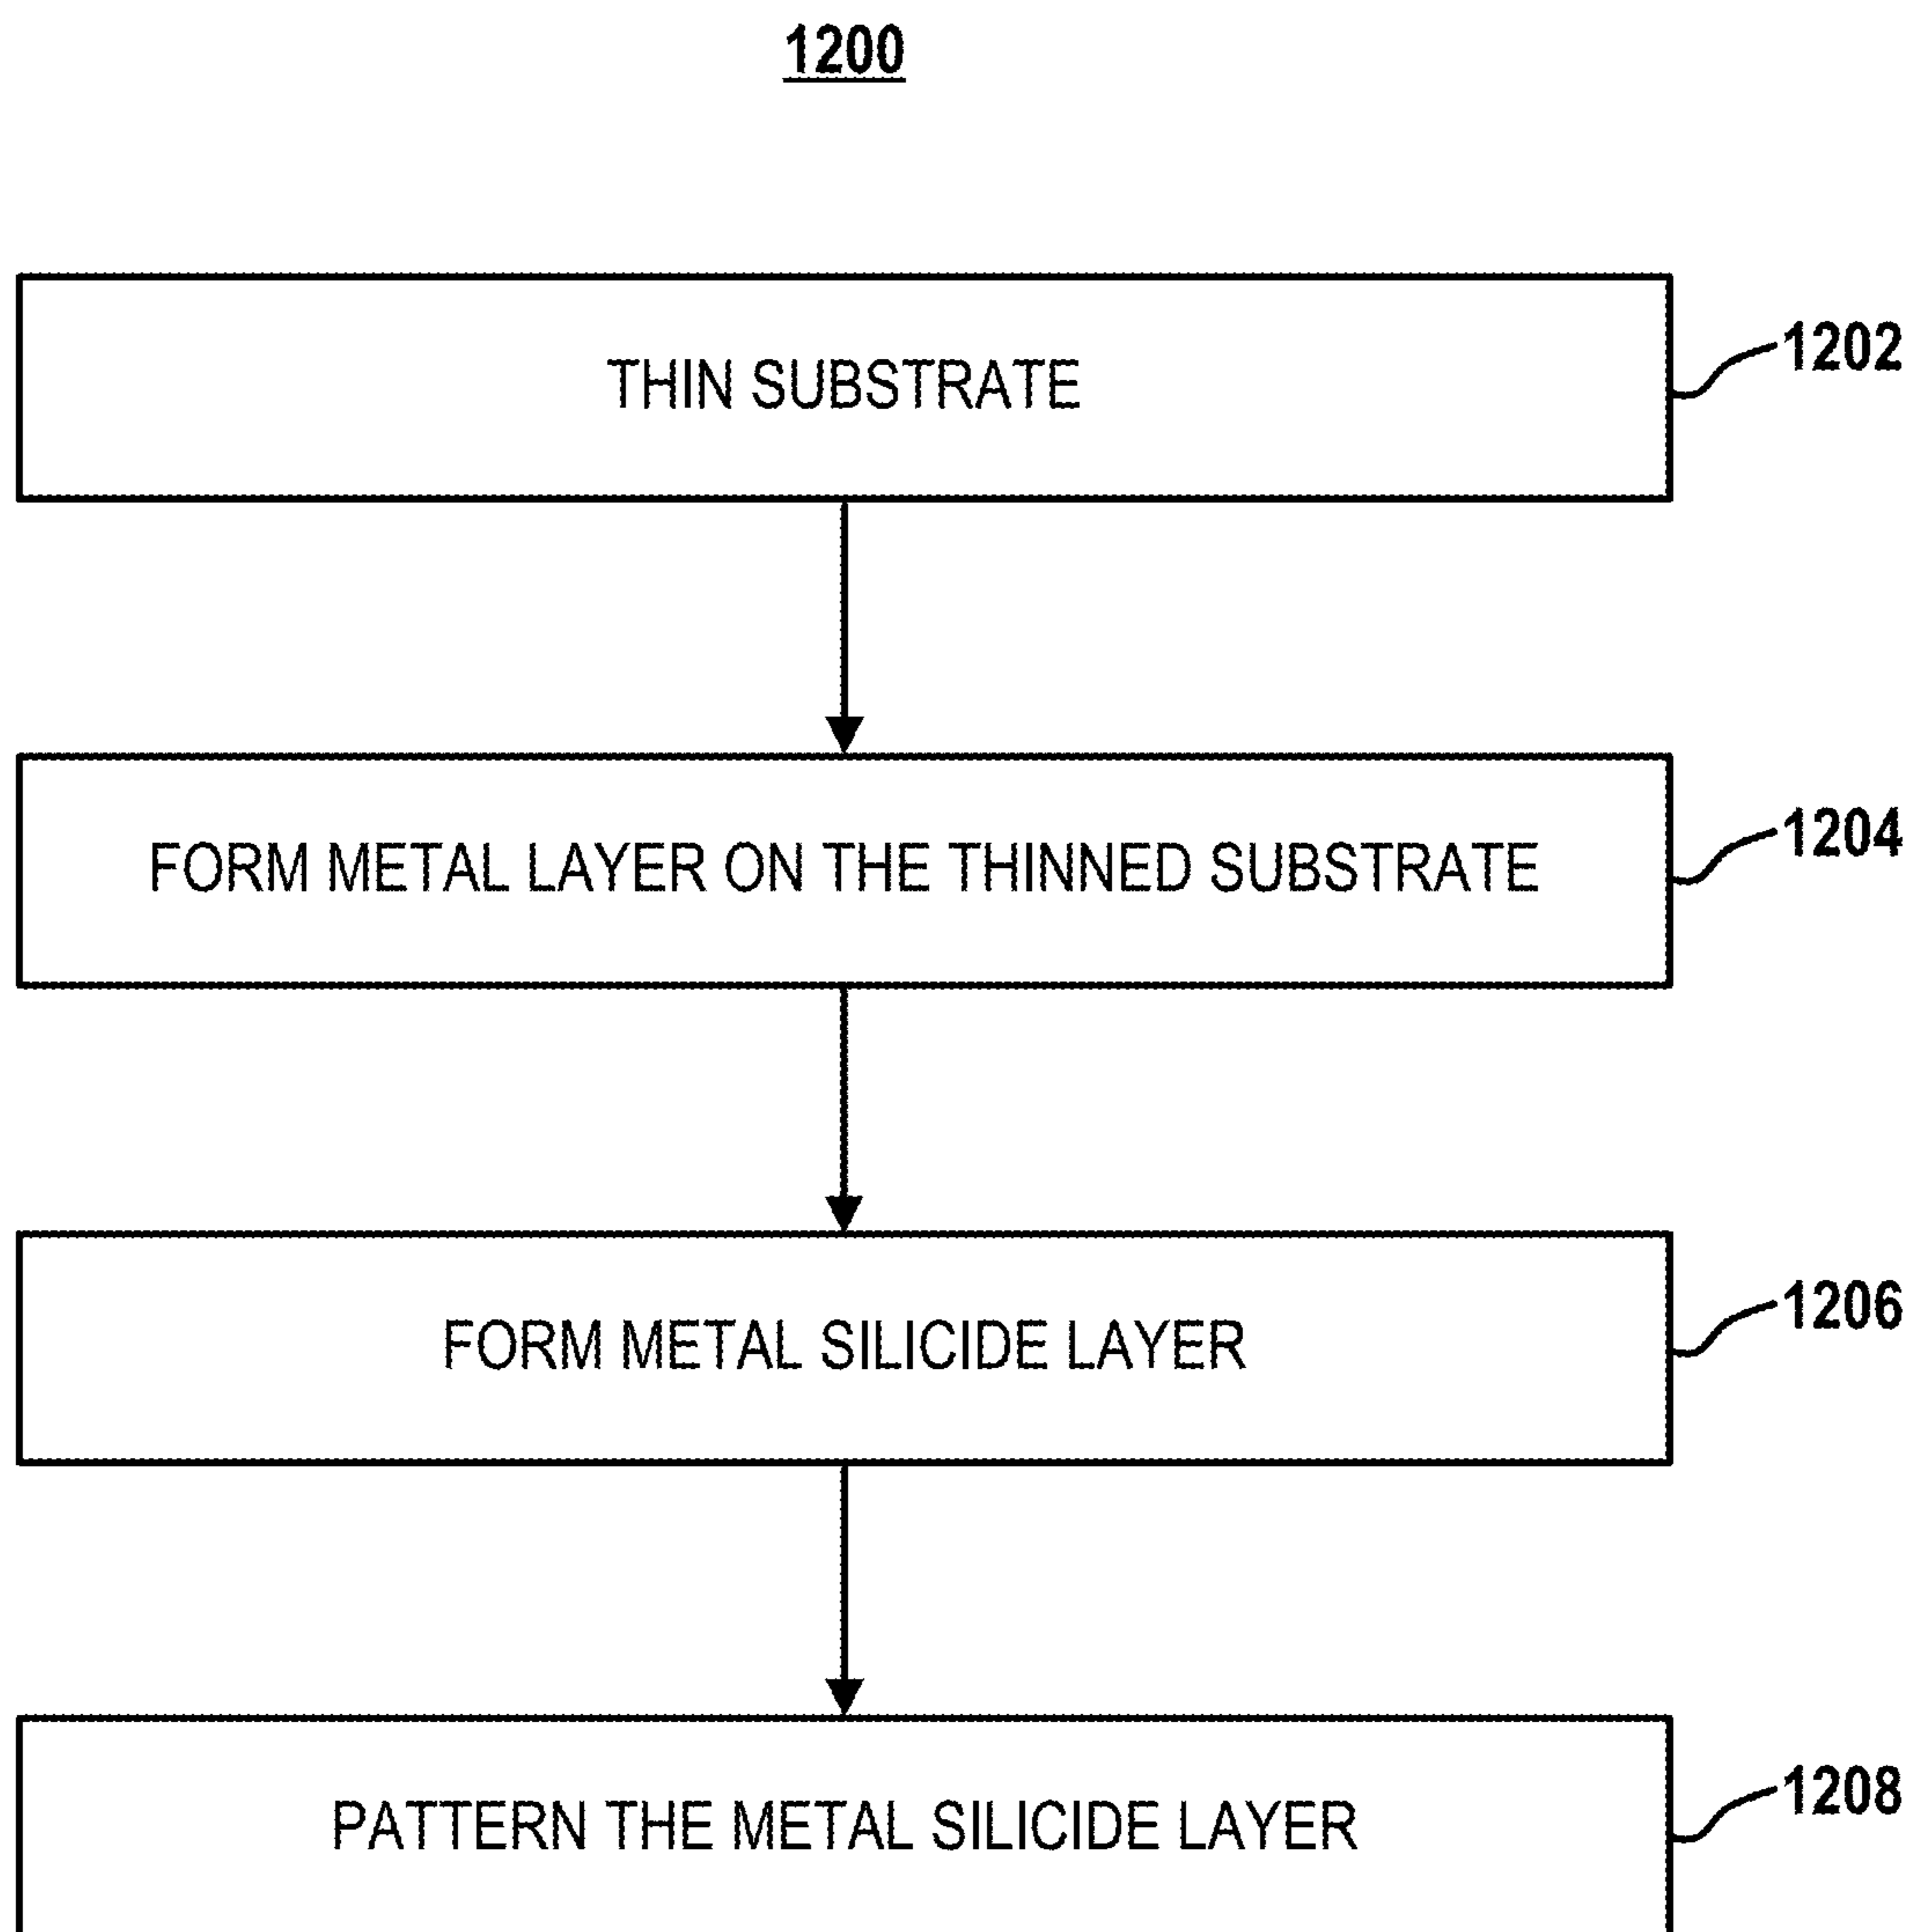 1200
THIN SUBSTRATE
1202
FORM METAL LAYER ON THE THINNED SUBSTRATE
1204
FORM METAL SILICIDE LAYER
1206
PATTERN THE METAL SILICIDE LAYER
1208